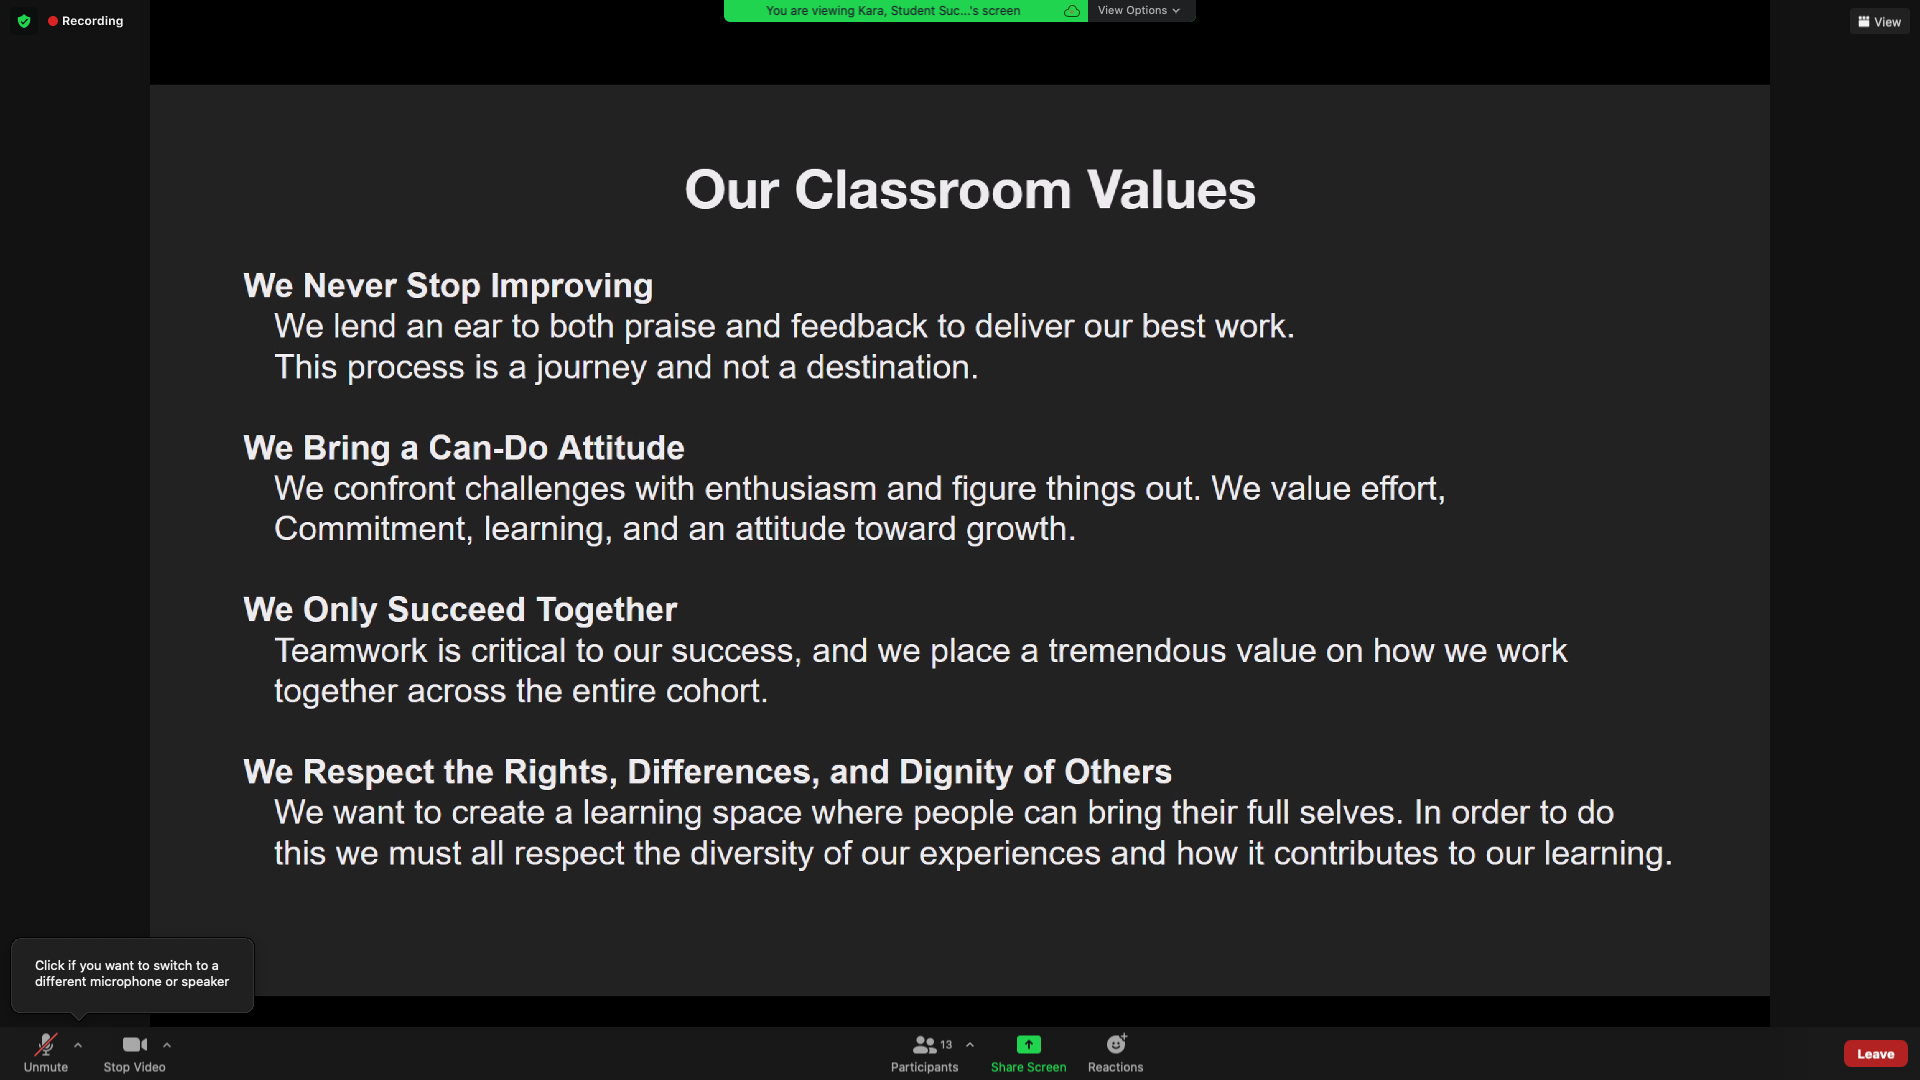 Recording
You are viewing Kara, Student Suc...'s screen
View Options
View
Our Classroom Values
We Never Stop Improving
We lend an ear to both praise and feedback to deliver our best work.
This process is a journey and not a destination.
We Bring a Can-Do Attitude
We confront challenges with enthusiasm and figure things out. We value effort,
Commitment, learning, and an attitude toward growth.
We Only Succeed Together
Teamwork is critical to our success, and we place a tremendous value on how we work
together across the entire cohort.
We Respect the Rights, Differences, and Dignity of Others
We want to create a learning space where people can bring their full selves. In order to do
this we must all respect the diversity of our experiences and how it contributes to our learning.
Click if you want to switch to a
different microphone or speaker
Unmute
Stop Video
13
Participants
Share Screen
Reactions
Leave